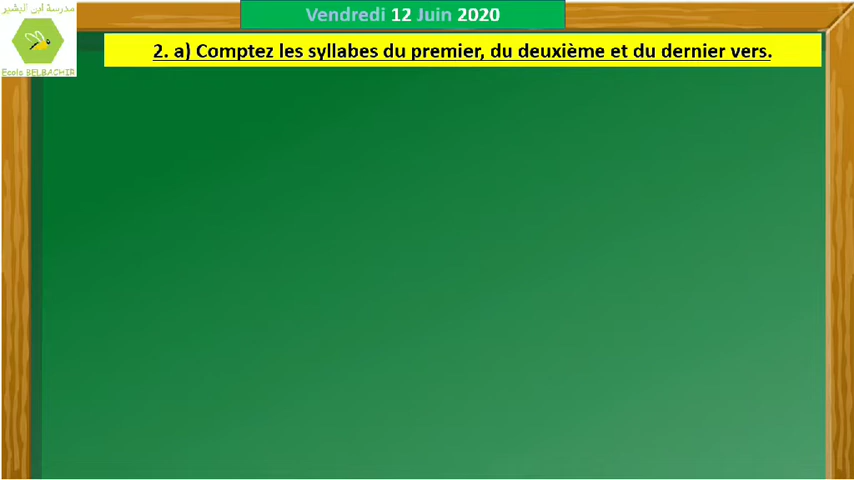 مدرسة ابن البشير
Vendredi 12 Juin 2020
2. a) Comptez les syllabes du premier, du deuxième et du dernier vers.
Ecole BELBACHIR